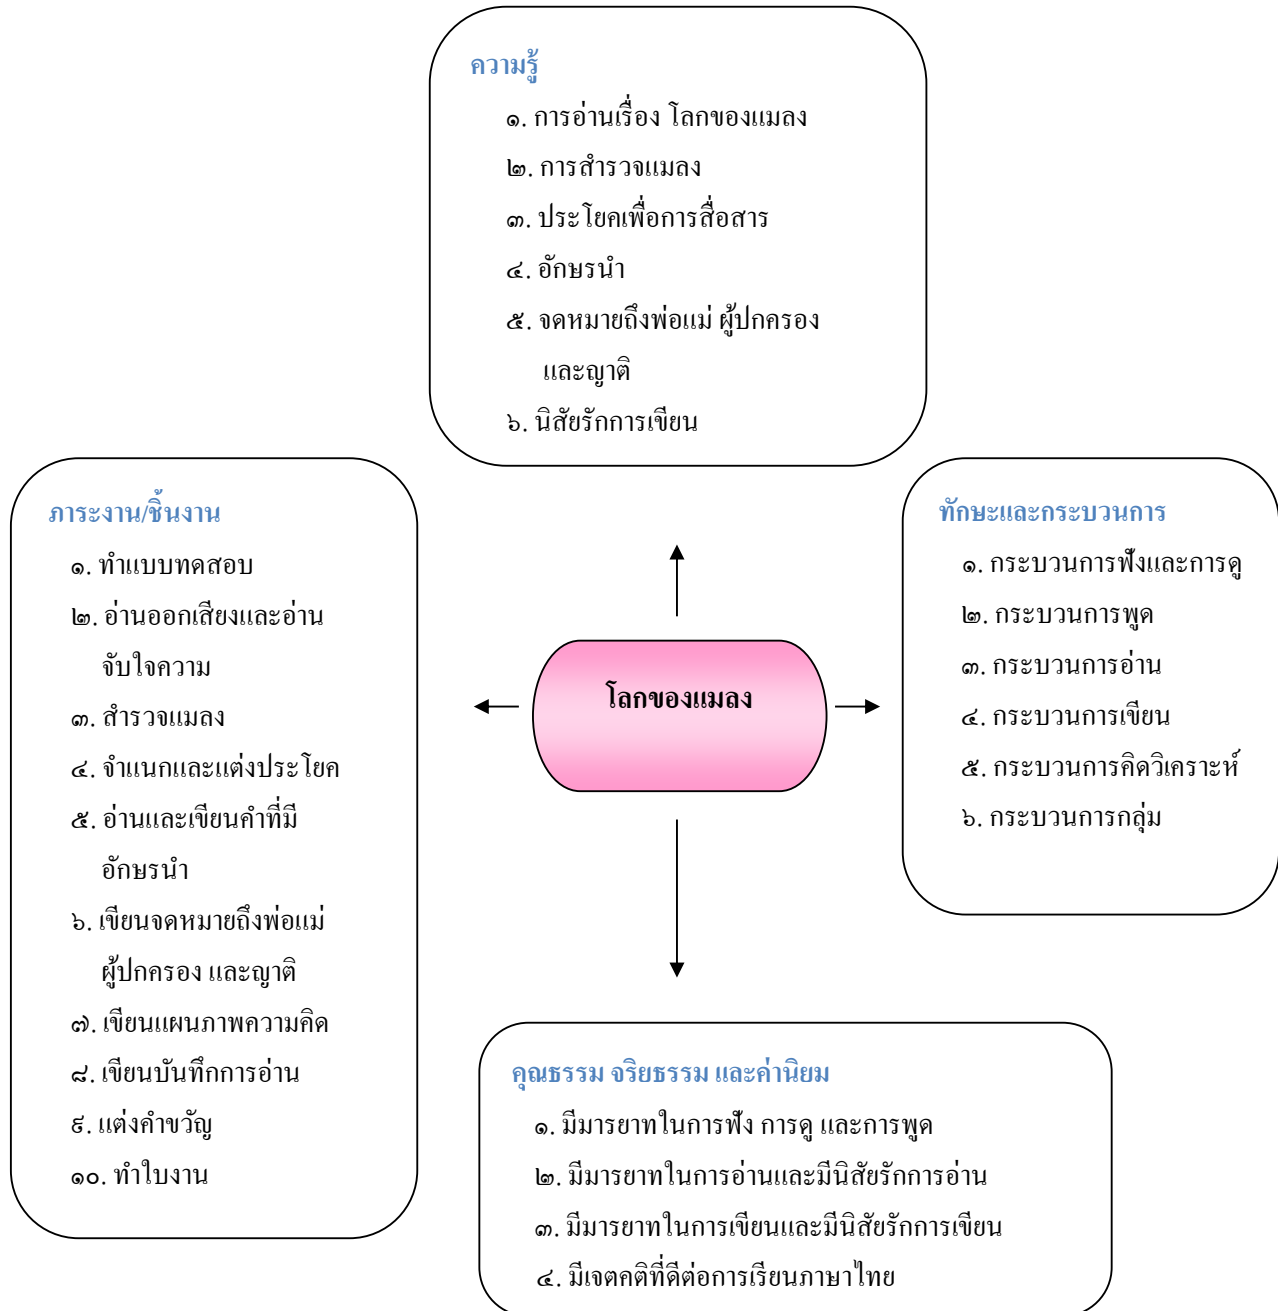 ความรู้
๑. การอ่านเรื่อง โลกของแมลง
๒. การสำรวจแมลง
๓. ประโยคเพื่อการสื่อสาร
๔. อักษรนำ
๕. จดหมายถึงพ่อแม่ ผู้ปกครอง
และญาติ
๖. นิสัยรักการเขียน
ภาระงาน/ชิ้นงาน
๑. ทำแบบทดสอบ
๒. อ่านออกเสียงและอ่าน
จับใจความ
๓. สำรวจแมลง
๔. จำแนกและแต่งประโยค
๕. อ่านและเขียนคำที่มี
อักษรนำ
๖. เขียนจดหมายถึงพ่อแม่
ผู้ปกครอง และญาติ
๗. เขียนแผนภาพความคิด
๘. เขียนบันทึกการอ่าน
๙. แต่งคำขวัญ
๑๐. ทำใบงาน
โลกของแมลง
ทักษะและกระบวนการ
๑. กระบวนการฟังและการดู
๒. กระบวนการพูด
๓. กระบวนการอ่าน
๔. กระบวนการเขียน
๕. กระบวนการคิดวิเคราะห์
๖. กระบวนการกลุ่ม
คุณธรรม จริยธรรม และค่านิยม
๑. มีมารยาทในการฟัง การดู และการพูด
๒. มีมารยาทในการอ่านและมีนิสัยรักการอ่าน
๓. มีมารยาทในการเขียนและมีนิสัยรักการเขียน
๔. มีเจตคติที่ดีต่อการเรียนภาษาไทย